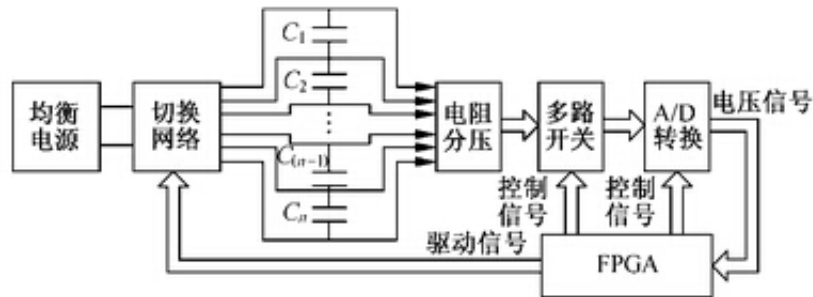 均衡
电源
切换
网络
C₁
C₂
⋮
C₍ₙ₋₁₎
Cₙ
电阻
分压
多路
开关
A/D
转换
电压信号
控制
信号
控制
信号
驱动信号
FPGA